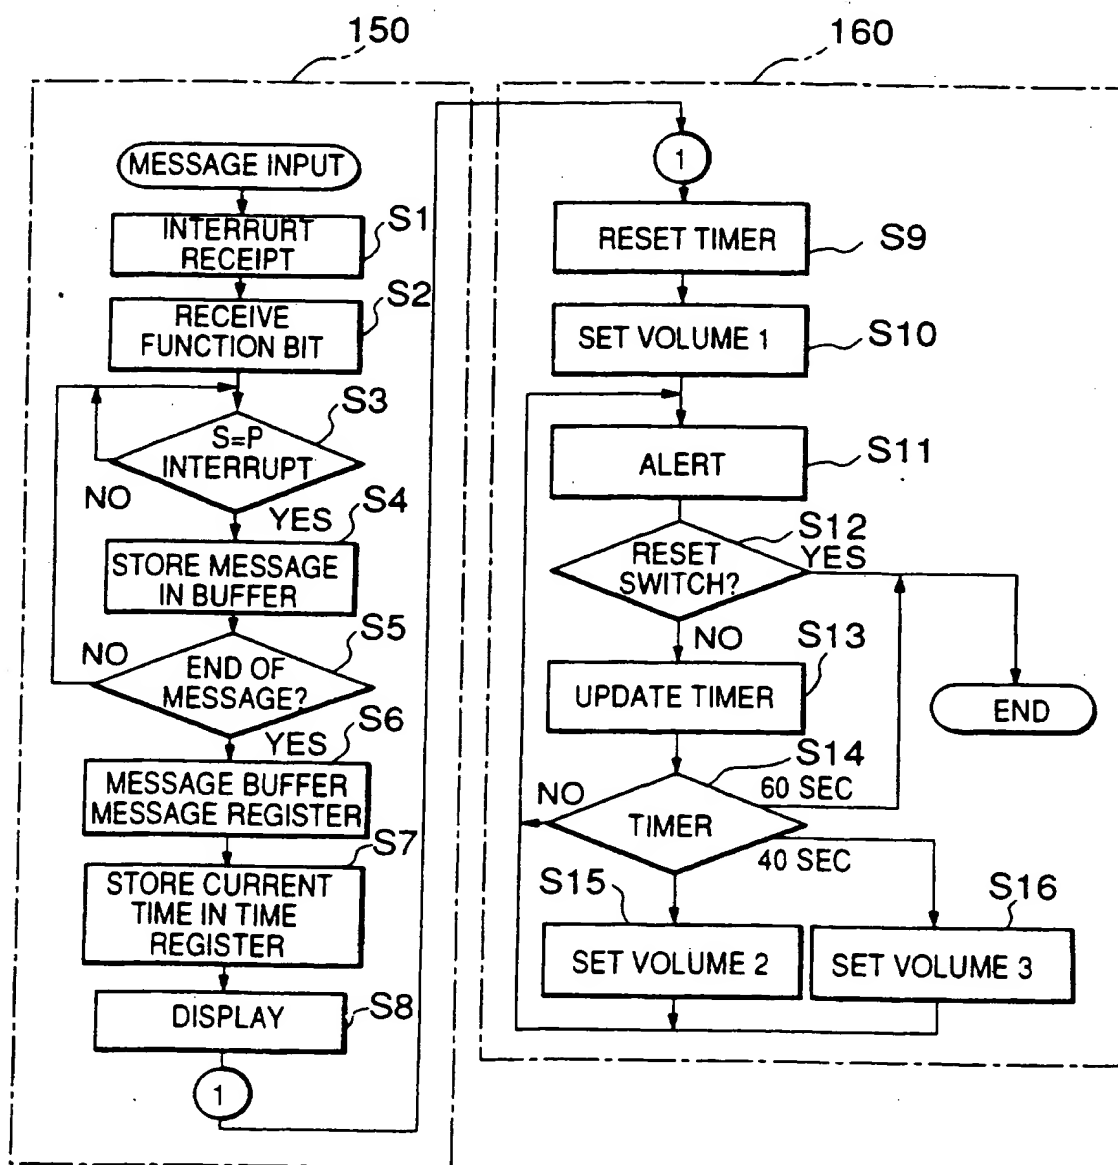 150
160
MESSAGE INPUT
INTERRURT
RECEIPT
S1
RECEIVE
FUNCTION BIT
S2
S=P
INTERRUPT
S3
NO
YES
STORE MESSAGE
IN BUFFER
S4
END OF
MESSAGE?
S5
NO
YES
MESSAGE BUFFER
MESSAGE REGISTER
S6
STORE CURRENT
TIME IN TIME
REGISTER
S7
DISPLAY
S8
1
1
RESET TIMER
S9
SET VOLUME 1
S10
ALERT
S11
RESET
SWITCH?
S12
YES
NO
UPDATE TIMER
S13
END
TIMER
S14
NO
60 SEC
40 SEC
SET VOLUME 2
S15
SET VOLUME 3
S16